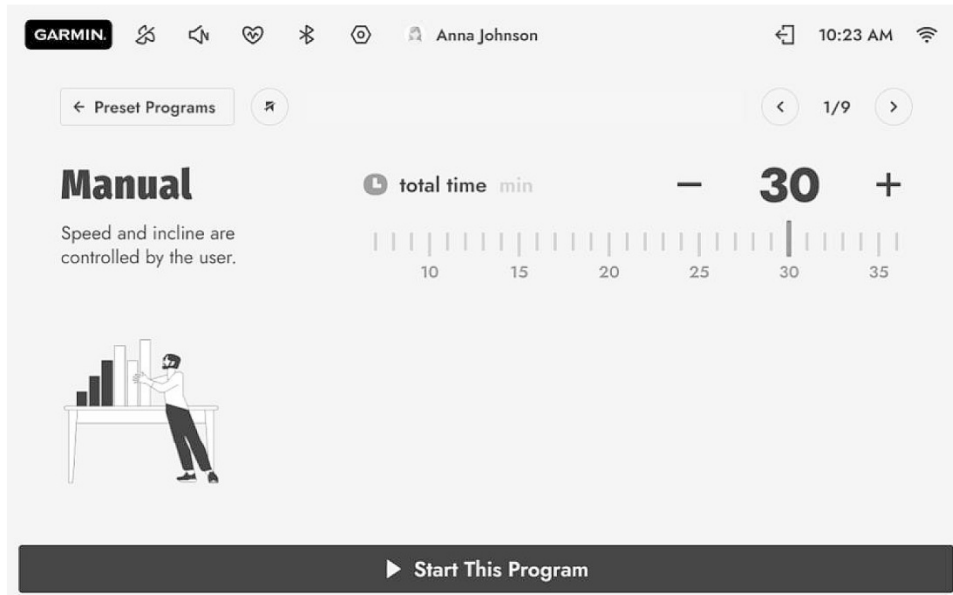 GARMIN.
Anna Johnson
10:23 AM
← Preset Programs
1/9
Manual
Speed and incline are
controlled by the user.
total time min
− 30 +
10 15 20 25 30 35
Start This Program